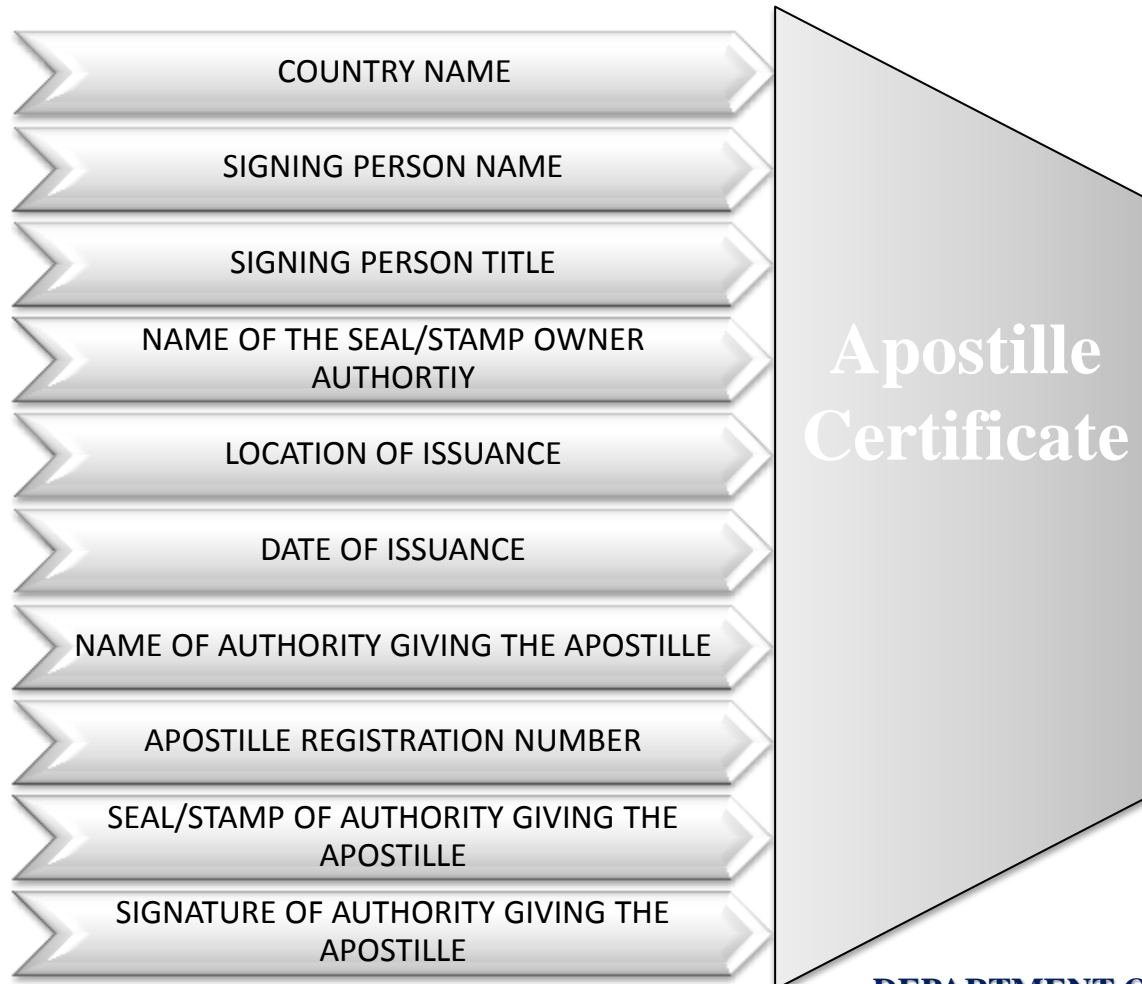 COUNTRY NAME
SIGNING PERSON NAME
SIGNING PERSON TITLE
NAME OF THE SEAL/STAMP OWNER
AUTHORTIY
LOCATION OF ISSUANCE
DATE OF ISSUANCE
NAME OF AUTHORITY GIVING THE APOSTILLE
APOSTILLE REGISTRATION NUMBER
SEAL/STAMP OF AUTHORITY GIVING THE
APOSTILLE
SIGNATURE OF AUTHORITY GIVING THE
APOSTILLE
Apostille
Certificate
DEPARTMENT